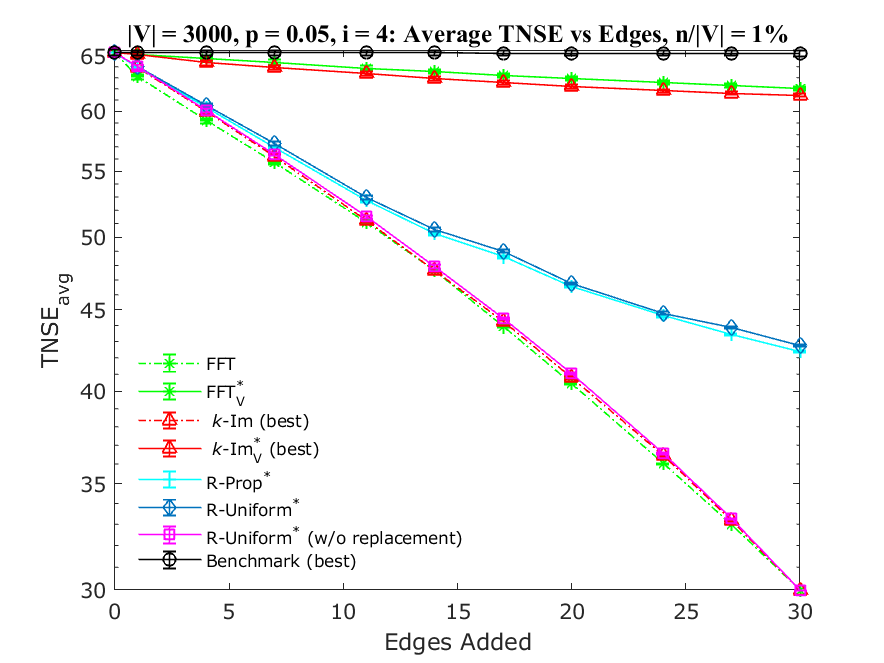 |V| = 3000, p = 0.05, i = 4: Average TNSE vs Edges, n/|V| = 1%
65
60
55
50
45
40
35
30
TNSE_avg
FFT
FFT*_V
k-Im (best)
k-Im*_V (best)
R-Prop*
R-Uniform*
R-Uniform* (w/o replacement)
Benchmark (best)
0 5 10 15 20 25 30
Edges Added